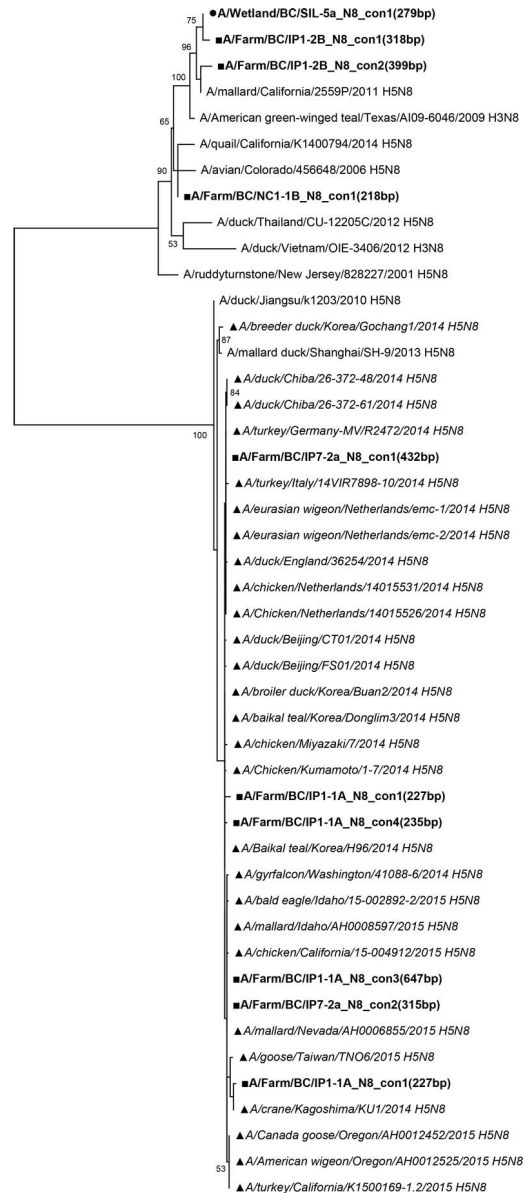 75
●A/Wetland/BC/SIL-5a_N8_con1(279bp)
■A/Farm/BC/IP1-2B_N8_con1(318bp)
96
■A/Farm/BC/IP1-2B_N8_con2(399bp)
100
A/mallard/California/2559P/2011 H5N8
A/American green-winged teal/Texas/AI09-6046/2009 H3N8
65
A/quail/California/K1400794/2014 H5N8
90
A/avian/Colorado/456648/2006 H5N8
■A/Farm/BC/NC1-1B_N8_con1(218bp)
A/duck/Thailand/CU-12205C/2012 H5N8
53
A/duck/Vietnam/OIE-3406/2012 H3N8
A/ruddyturnstone/New Jersey/828227/2001 H5N8
A/duck/Jiangsu/k1203/2010 H5N8
▲A/breeder duck/Korea/Gochang1/2014 H5N8
87
A/mallard duck/Shanghai/SH-9/2013 H5N8
▲A/duck/Chiba/26-372-48/2014 H5N8
84
▲A/duck/Chiba/26-372-61/2014 H5N8
▲A/turkey/Germany-MV/R2472/2014 H5N8
100
■A/Farm/BC/IP7-2a_N8_con1(432bp)
▲A/turkey/Italy/14VIR7898-10/2014 H5N8
▲A/eurasian wigeon/Netherlands/emc-1/2014 H5N8
▲A/eurasian wigeon/Netherlands/emc-2/2014 H5N8
▲A/duck/England/36254/2014 H5N8
▲A/chicken/Netherlands/14015531/2014 H5N8
▲A/Chicken/Netherlands/14015526/2014 H5N8
▲A/duck/Beijing/CT01/2014 H5N8
▲A/duck/Beijing/FS01/2014 H5N8
▲A/broiler duck/Korea/Buan2/2014 H5N8
▲A/baikal teal/Korea/Donglim3/2014 H5N8
▲A/chicken/Miyazaki/7/2014 H5N8
▲A/Chicken/Kumamoto/1-7/2014 H5N8
■A/Farm/BC/IP1-1A_N8_con1(227bp)
■A/Farm/BC/IP1-1A_N8_con4(235bp)
▲A/Baikal teal/Korea/H96/2014 H5N8
▲A/gyrfalcon/Washington/41088-6/2014 H5N8
▲A/bald eagle/Idaho/15-002892-2/2015 H5N8
▲A/mallard/Idaho/AH0008597/2015 H5N8
▲A/chicken/California/15-004912/2015 H5N8
■A/Farm/BC/IP1-1A_N8_con3(647bp)
■A/Farm/BC/IP7-2a_N8_con2(315bp)
▲A/mallard/Nevada/AH0006855/2015 H5N8
▲A/goose/Taiwan/TNO6/2015 H5N8
■A/Farm/BC/IP1-1A_N8_con1(227bp)
▲A/crane/Kagoshima/KU1/2014 H5N8
▲A/Canada goose/Oregon/AH0012452/2015 H5N8
▲A/American wigeon/Oregon/AH0012525/2015 H5N8
53
▲A/turkey/California/K1500169-1.2/2015 H5N8